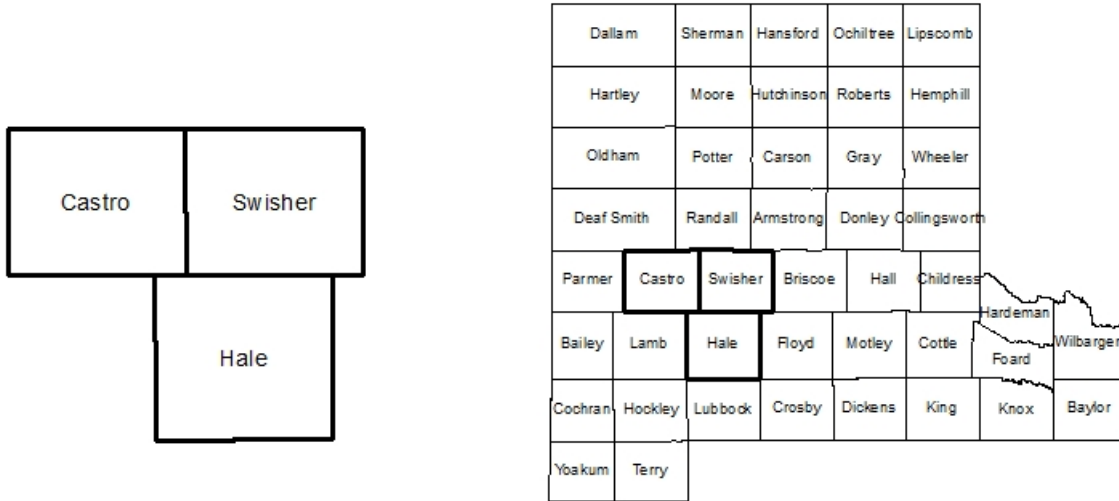 Castro Swisher
Hale
Dallam Sherman Hansford Ochiltree Lipscomb
Hartley Moore Hutchinson Roberts Hemphill
Oldham Potter Carson Gray Wheeler
Deaf Smith Randall Armstrong Donley Collingsworth
Parmer Castro Swisher Briscoe Hall Childress
Hardeman
Bailey Lamb Hale Floyd Motley Cottle Wilbarger
Foard
Cochran Hockley Lubbock Crosby Dickens King Knox Baylor
Yoakum Terry